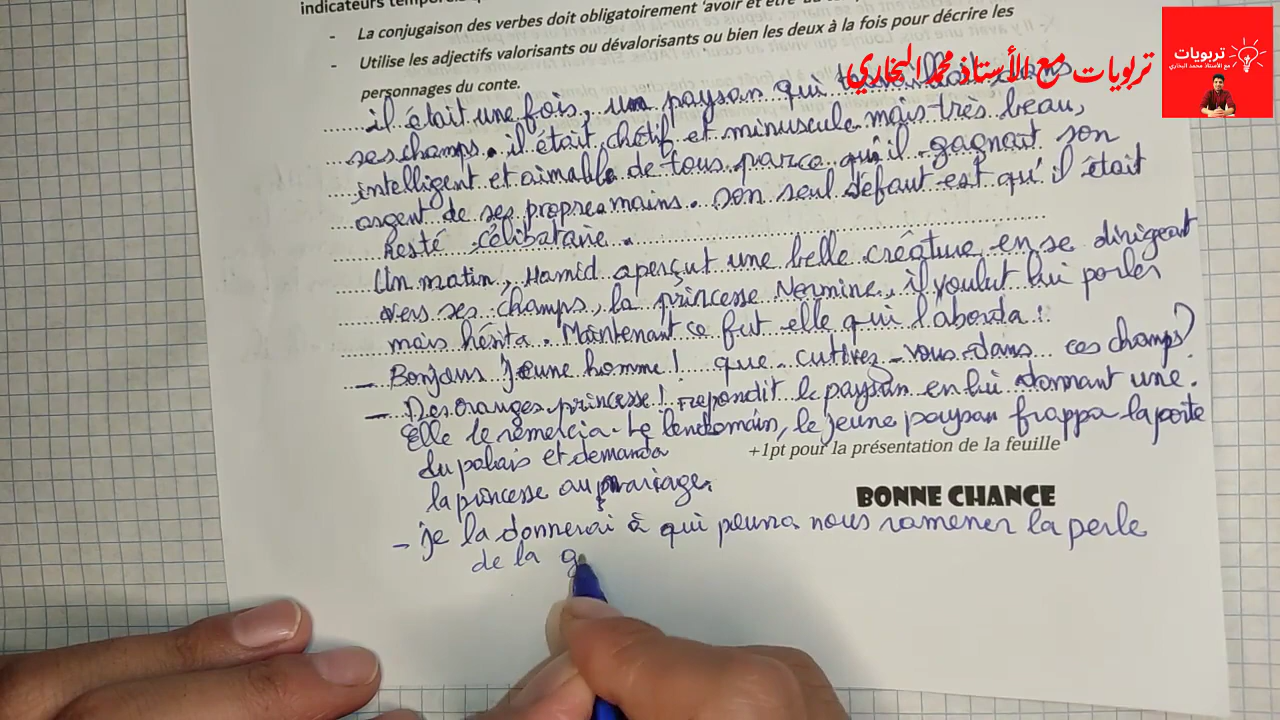 indicateurs
- La conjugaison des verbes doit obligatoirement 'avoir et être' au
- Utilise les adjectifs valorisants ou dévalorisants ou bien les deux à la fois pour décrire les
personnages du conte.
تربويات مع الأستاذ محمد البخاري
تربويات
مع الأستاذ محمد البخاري
il était une fois, un paysan qui travaillait dans
ses champs. il était chétif et minuscule mais très beau,
intelligent et aimable de tous parce qu'il gagnait son
argent de ses propres mains. Son seul défaut est qu'il était
resté célibataire.
Un matin, Hamid aperçut une belle créature en se dirigeant
vers ses champs, la princesse Nermine, il voulut lui parler
mais hésita. Maintenant ce fut elle qui l'aborda :
- Bonjour jeune homme ! que cultivez-vous dans ces champs ?
- Des oranges princesse ! repondit le paysan en lui donnant une.
Elle le remercia. Le lendemain, le jeune paysan frappa la porte
du palais et demanda
+1pt pour la présentation de la feuille
la princesse au mariage.
BONNE CHANCE
- je la donnerai à qui pourra nous ramener la perle
de la g